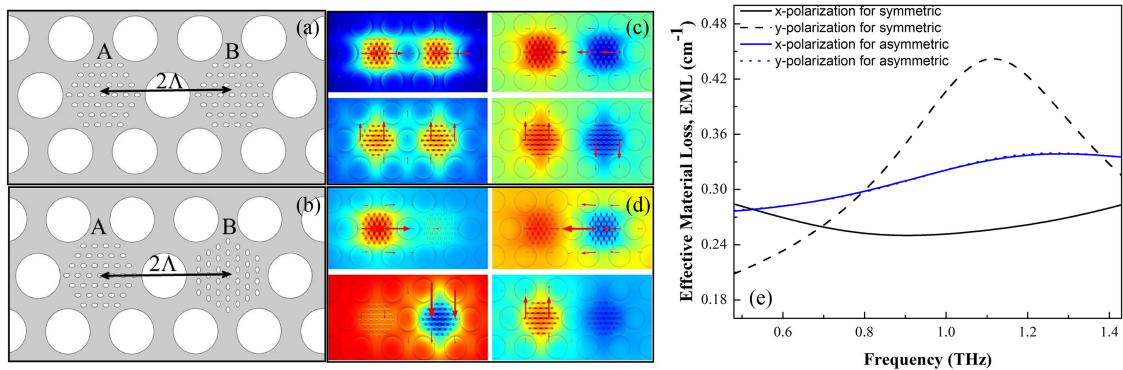 (a)
A
B
2Λ
(b)
A
B
2Λ
(c)
(d)
Effective Material Loss, EML (cm-1)
0.48
0.42
0.36
0.30
0.24
0.18
x-polarization for symmetric
y-polarization for symmetric
x-polarization for asymmetric
y-polarization for asymmetric
(e)
0.6
0.8
1.0
1.2
1.4
Frequency (THz)